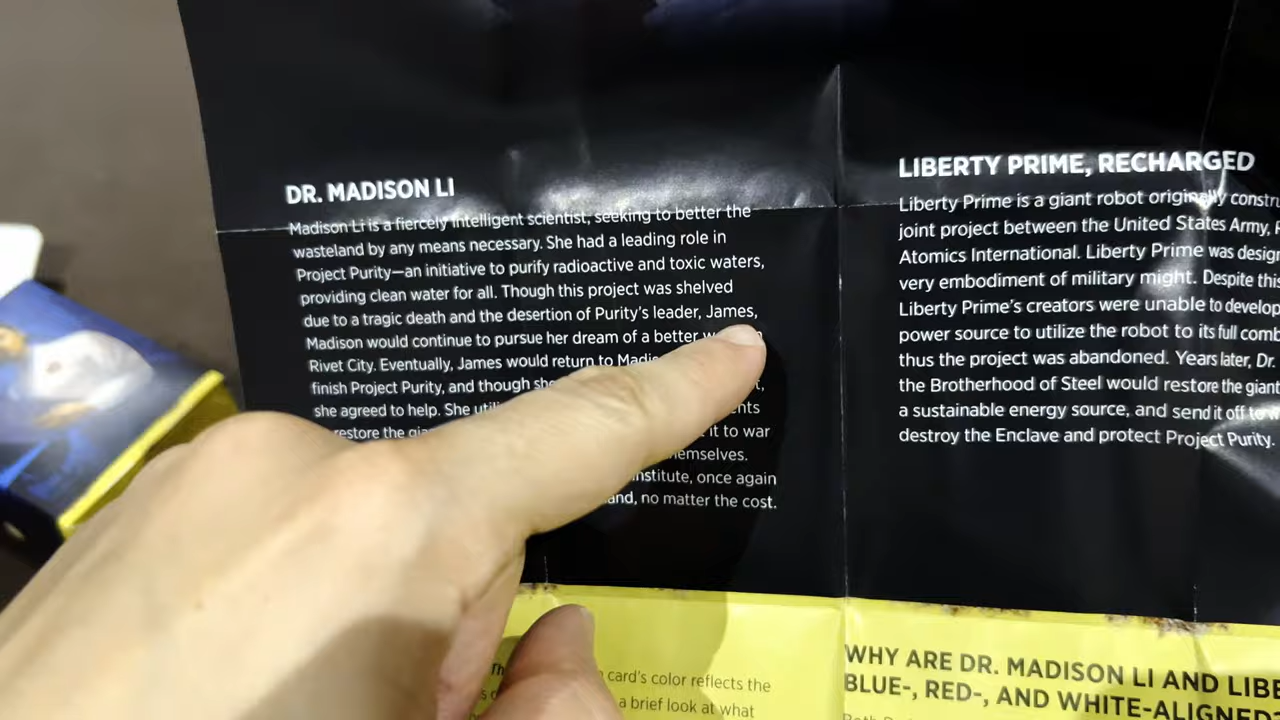 DR. MADISON LI
Madison Li is a fiercely intelligent scientist, seeking to better the
wasteland by any means necessary. She had a leading role in
Project Purity—an initiative to purify radioactive and toxic waters,
providing clean water for all. Though this project was shelved
due to a tragic death and the desertion of Purity's leader, James,
Madison would continue to pursue her dream of a better
Rivet City. Eventually, James would return to
finish Project Purity, and though she
she agreed to help. She
restore the
it to war
themselves.
Institute, once again
no matter the cost.
LIBERTY PRIME, RECHARGED
Liberty Prime is a giant robot originally
joint project between the United States Army,
Atomics International. Liberty Prime was
very embodiment of military might. Despite this
Liberty Prime's creators were unable to develop
power source to utilize the robot to its full
thus the project was abandoned. Years later, Dr.
the Brotherhood of Steel would restore the giant
a sustainable energy source, and send it off to
destroy the Enclave and protect Project Purity.
card's color reflects the
a brief look at what
WHY ARE DR. MADISON LI AND
BLUE-, RED-, AND WHITE-ALIGNED?